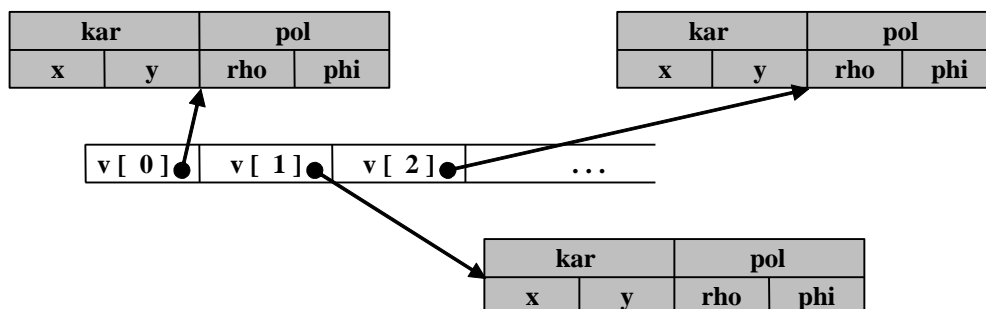 kar pol
x y rho phi
kar pol
x y rho phi
v [ 0 ] v [ 1 ] v [ 2 ] . . .
kar pol
x y rho phi